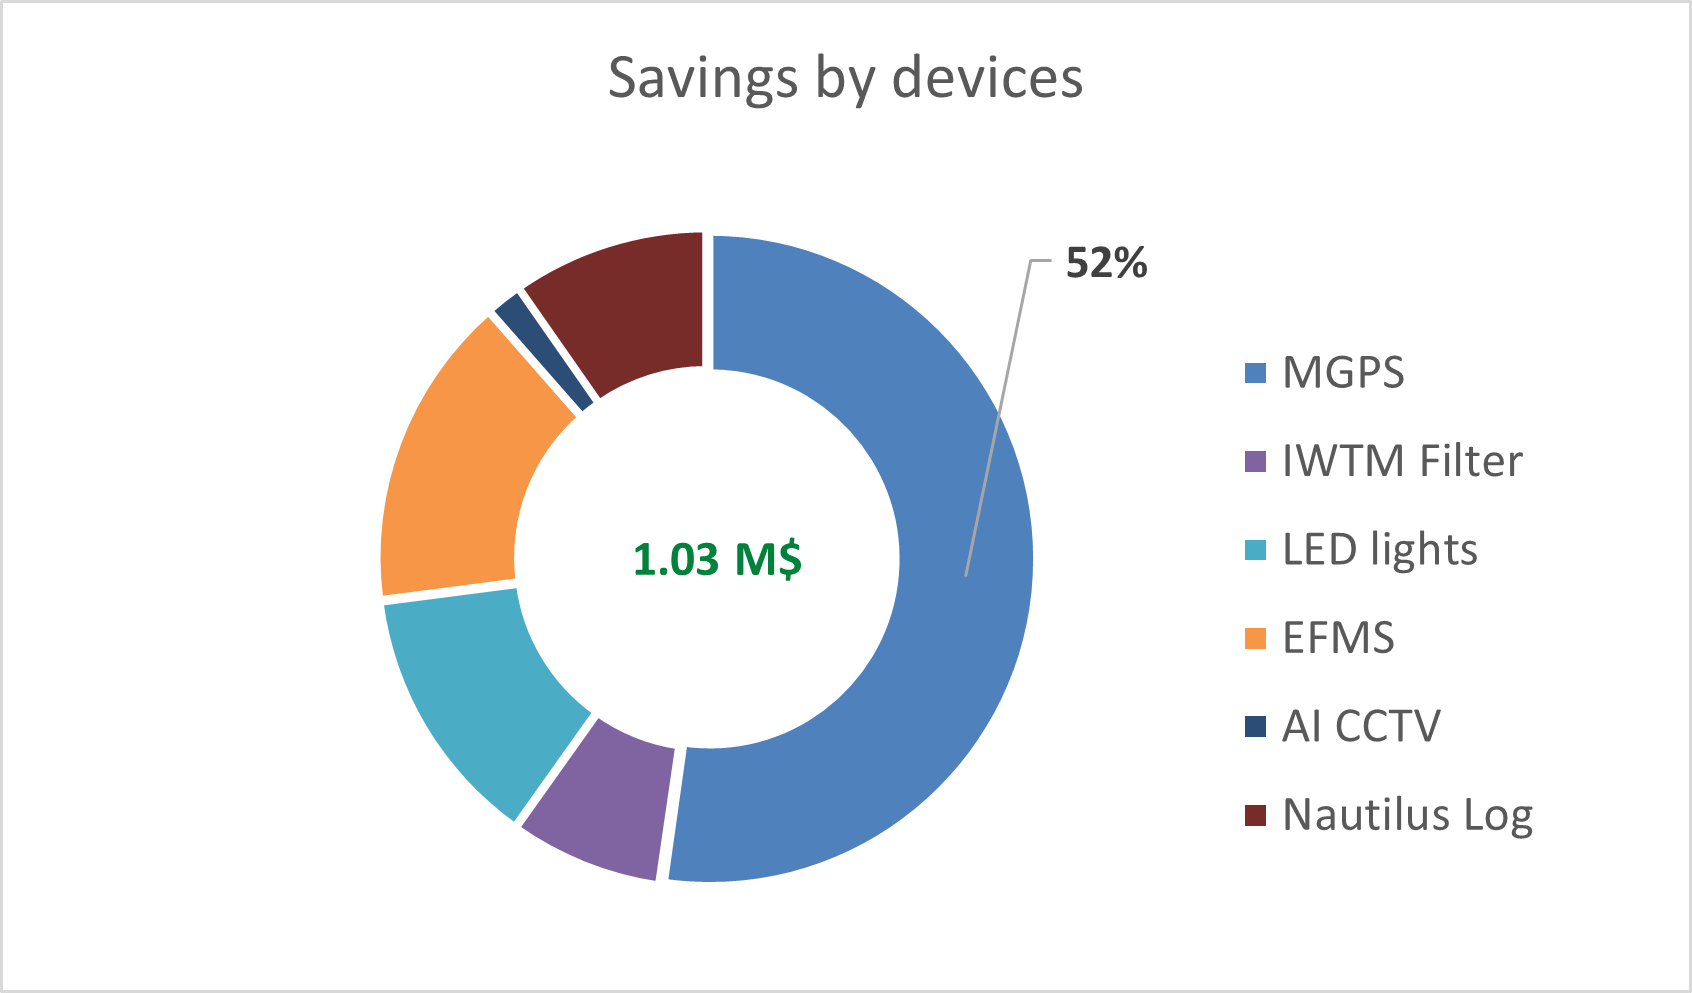 Savings by devices
52%
1.03 M$
MGPS
IWTM Filter
LED lights
EFMS
AI CCTV
Nautilus Log